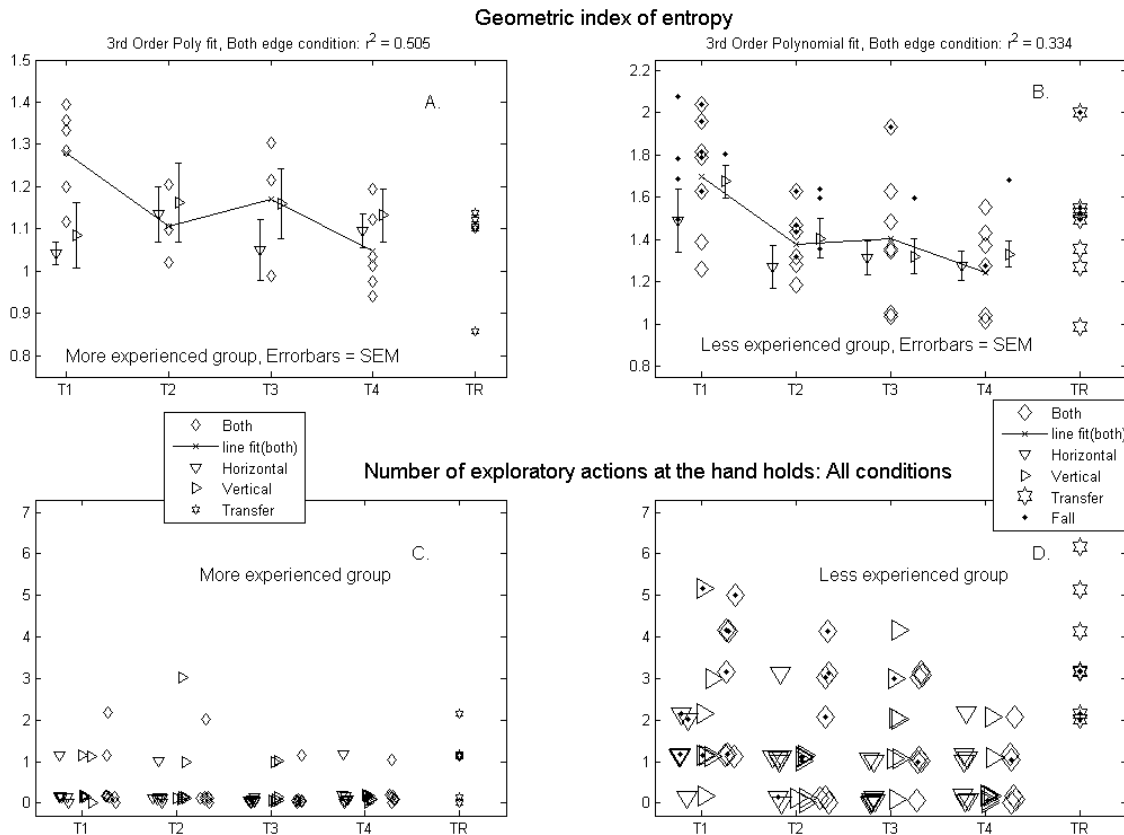 Geometric index of entropy
3rd Order Poly fit, Both edge condition: r² = 0.505
1.5
1.4
1.3
1.2
1.1
1
0.9
0.8
A.
More experienced group, Errorbars = SEM
T1 T2 T3 T4 TR
3rd Order Polynomial fit, Both edge condition: r² = 0.334
2.2
2
1.8
1.6
1.4
1.2
1
0.8
B.
Less experienced group, Errorbars = SEM
T1 T2 T3 T4 TR
Both
line fit(both)
Horizontal
Vertical
Transfer
Both
line fit(both)
Horizontal
Vertical
Transfer
Fall
Number of exploratory actions at the hand holds: All conditions
7
6
5
4
3
2
1
0
C.
More experienced group
T1 T2 T3 T4 TR
7
6
5
4
3
2
1
0
D.
Less experienced group
T1 T2 T3 T4 TR